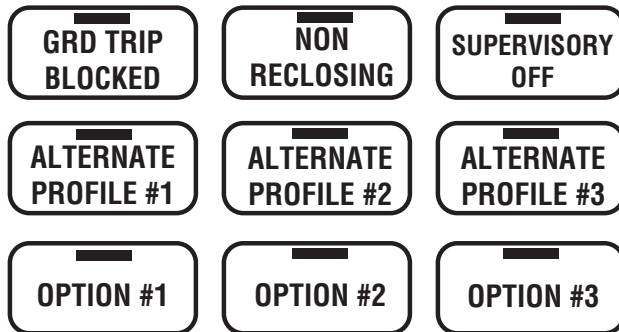 GRD TRIP
BLOCKED
NON
RECLOSING
SUPERVISORY
OFF
ALTERNATE
PROFILE #1
ALTERNATE
PROFILE #2
ALTERNATE
PROFILE #3
OPTION #1
OPTION #2
OPTION #3